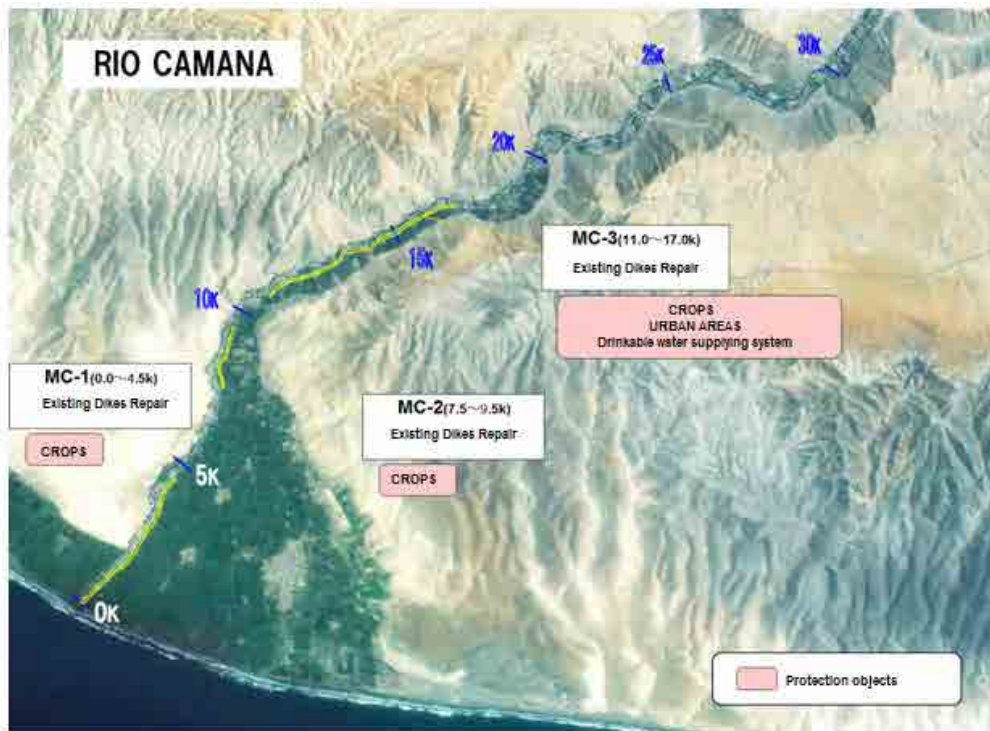 RIO CAMANA
30K
25K
20K
15K
10K
MC-3(11.0～17.0k)
Existing Dikes Repair
CROPS
URBAN AREAS
Drinkable water supplying system
MC-1(0.0～4.5k)
Existing Dikes Repair
CROPS
MC-2(7.5～9.5k)
Existing Dikes Repair
CROPS
5K
0K
Protection objects